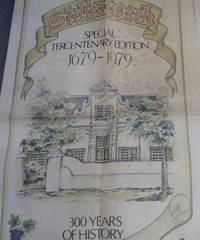 Stellenbosch
SPECIAL
TERCENTENARY EDITION
1679-1979
300 YEARS
OF HISTORY